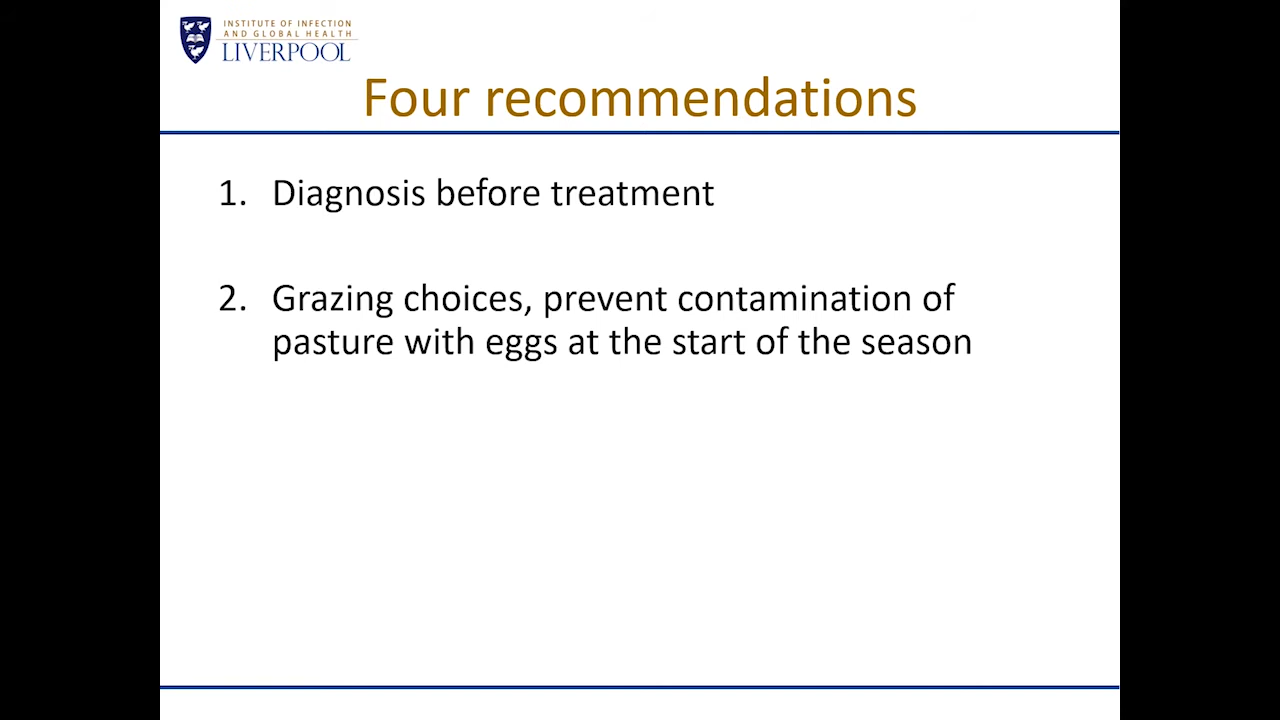 INSTITUTE OF INFECTION
AND GLOBAL HEALTH
LIVERPOOL
Four recommendations
1. Diagnosis before treatment
2. Grazing choices, prevent contamination of
pasture with eggs at the start of the season